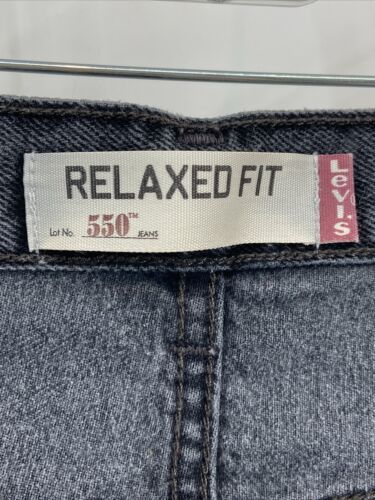 RELAXED FIT
Lot No. 550™ JEANS
Levi's